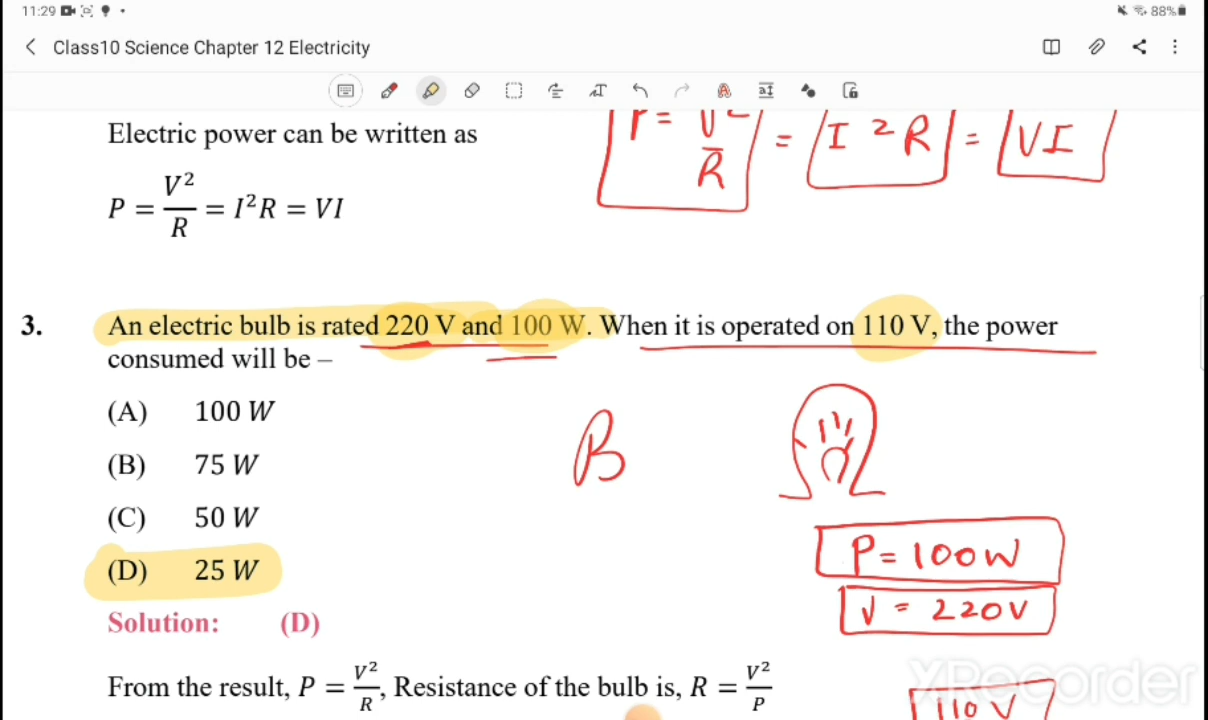 11:29 88%
Class10 Science Chapter 12 Electricity
Electric power can be written as
P = V²/R = I²R = VI
P = V²/R = I²R = VI
3. An electric bulb is rated 220 V and 100 W. When it is operated on 110 V, the power
consumed will be –
(A) 100 W
(B) 75 W
(C) 50 W
(D) 25 W
B
P = 100W
V = 220V
Solution: (D)
From the result, P = V²/R, Resistance of the bulb is, R = V²/P
110 V
XRecorder